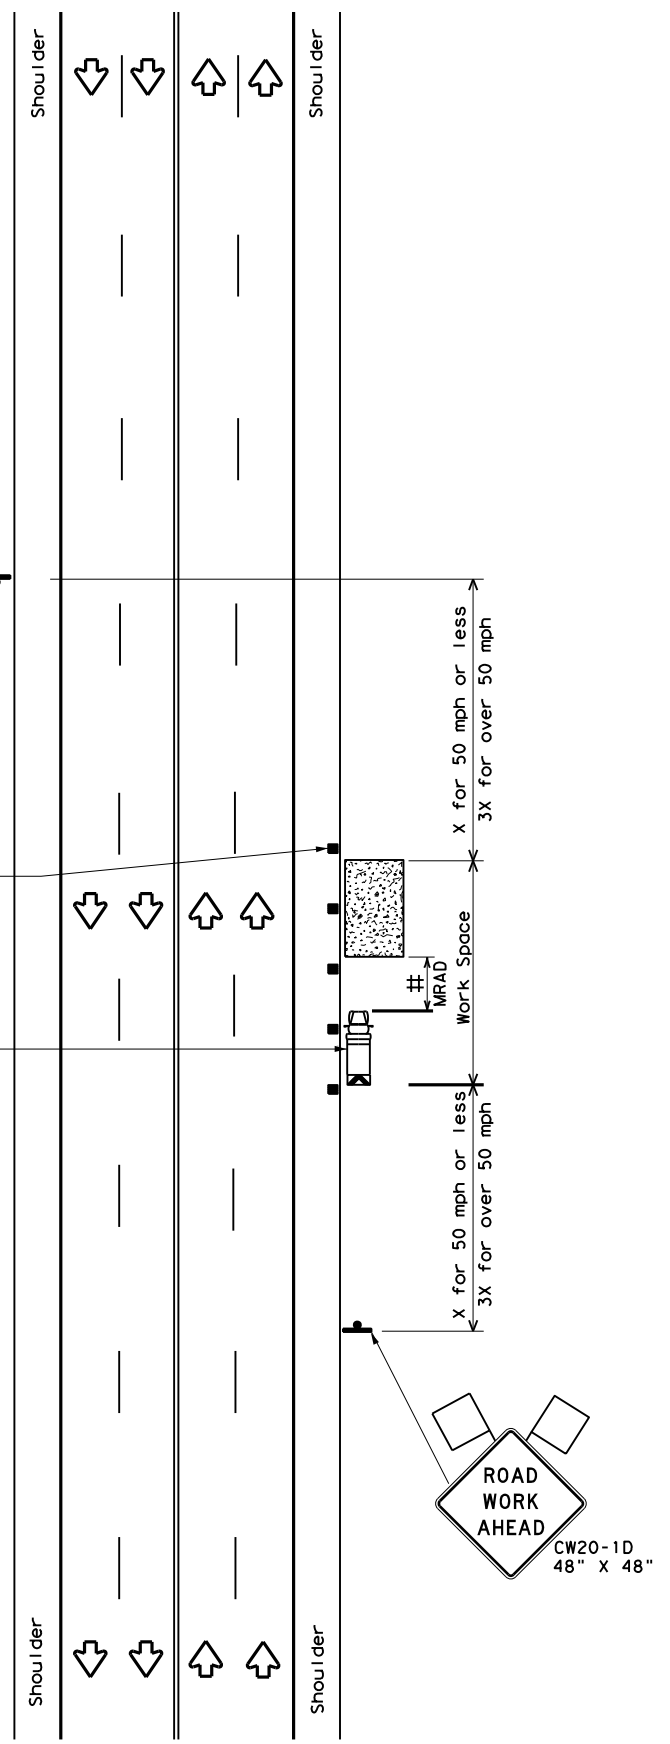 Shoulder
Shoulder
X for 50 mph or less
3X for over 50 mph
#
MRAD
Work Space
X for 50 mph or less
3X for over 50 mph
ROAD
WORK
AHEAD
CW20-1D
48" X 48"
Shoulder
Shoulder